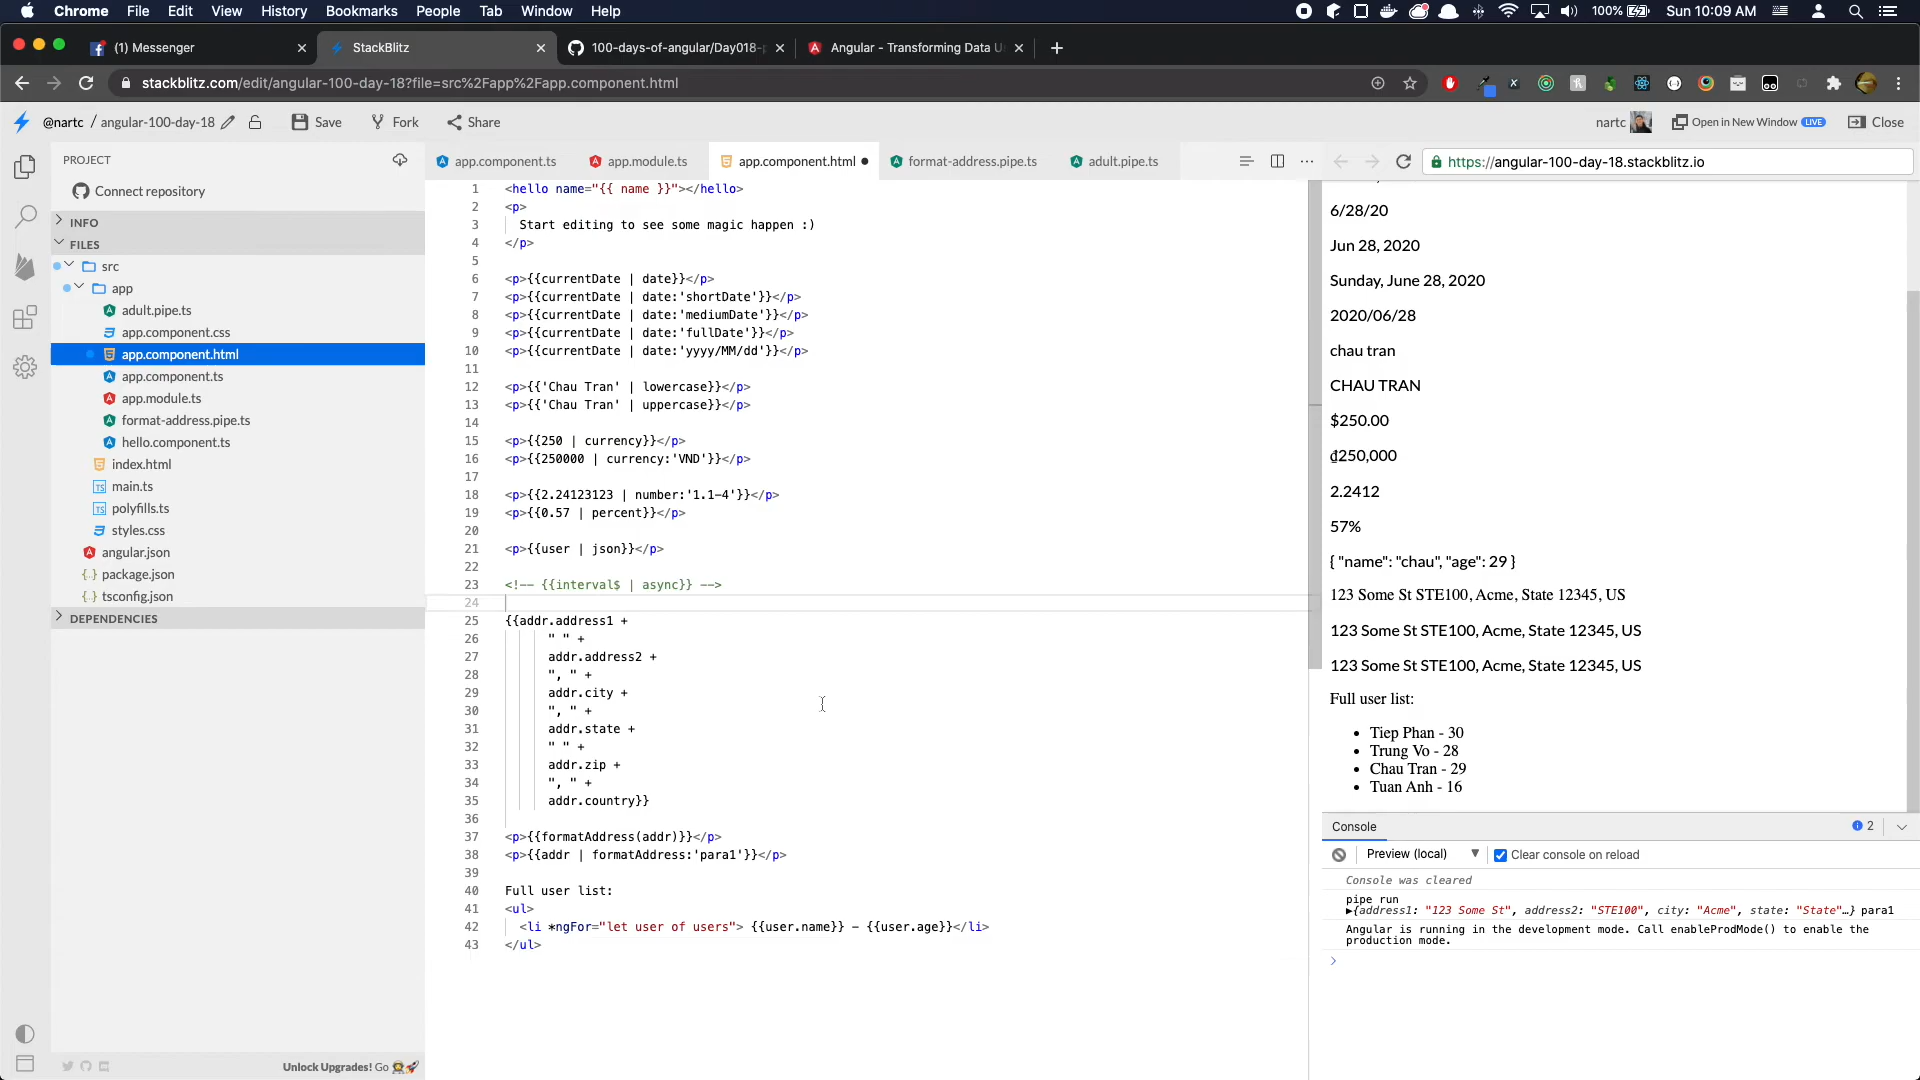 Chrome File Edit View History Bookmarks People Tab Window Help 100% Sun 10:09 AM
(1) Messenger StackBlitz 100-days-of-angular/Day018- Angular - Transforming Data U
stackblitz.com/edit/angular-100-day-18?file=src%2Fapp%2Fapp.component.html
@nartc / angular-100-day-18 Save Fork Share nartc Open in New Window LIVE Close
PROJECT
Connect repository
INFO
FILES
src
app
adult.pipe.ts
app.component.css
app.component.html
app.component.ts
app.module.ts
format-address.pipe.ts
hello.component.ts
index.html
main.ts
polyfills.ts
styles.css
angular.json
package.json
tsconfig.json
DEPENDENCIES
Unlock Upgrades! Go
app.component.ts app.module.ts app.component.html format-address.pipe.ts adult.pipe.ts
1 <hello name="{{ name }}"></hello>
2 <p>
3 Start editing to see some magic happen :)
4 </p>
5
6 <p>{{currentDate | date}}</p>
7 <p>{{currentDate | date:'shortDate'}}</p>
8 <p>{{currentDate | date:'mediumDate'}}</p>
9 <p>{{currentDate | date:'fullDate'}}</p>
10 <p>{{currentDate | date:'yyyy/MM/dd'}}</p>
11
12 <p>{{'Chau Tran' | lowercase}}</p>
13 <p>{{'Chau Tran' | uppercase}}</p>
14
15 <p>{{250 | currency}}</p>
16 <p>{{250000 | currency:'VND'}}</p>
17
18 <p>{{2.24123123 | number:'1.1-4'}}</p>
19 <p>{{0.57 | percent}}</p>
20
21 <p>{{user | json}}</p>
22
23 <!-- {{interval$ | async}} -->
24
25 {{addr.address1 +
26 " " +
27 addr.address2 +
28 ", " +
29 addr.city +
30 ", " +
31 addr.state +
32 " " +
33 addr.zip +
34 ", " +
35 addr.country}}
36
37 <p>{{formatAddress(addr)}}</p>
38 <p>{{addr | formatAddress:'para1'}}</p>
39
40 Full user list:
41 <ul>
42 <li *ngFor="let user of users"> {{user.name}} - {{user.age}}</li>
43 </ul>
https://angular-100-day-18.stackblitz.io
6/28/20
Jun 28, 2020
Sunday, June 28, 2020
2020/06/28
chau tran
CHAU TRAN
$250.00
₫250,000
2.2412
57%
{ "name": "chau", "age": 29 }
123 Some St STE100, Acme, State 12345, US
123 Some St STE100, Acme, State 12345, US
123 Some St STE100, Acme, State 12345, US
Full user list:
• Tiep Phan - 30
• Trung Vo - 28
• Chau Tran - 29
• Tuan Anh - 16
Console 2
Preview (local) Clear console on reload
Console was cleared
pipe run
▶{address1: "123 Some St", address2: "STE100", city: "Acme", state: "State"…} para1
Angular is running in the development mode. Call enableProdMode() to enable the
production mode.